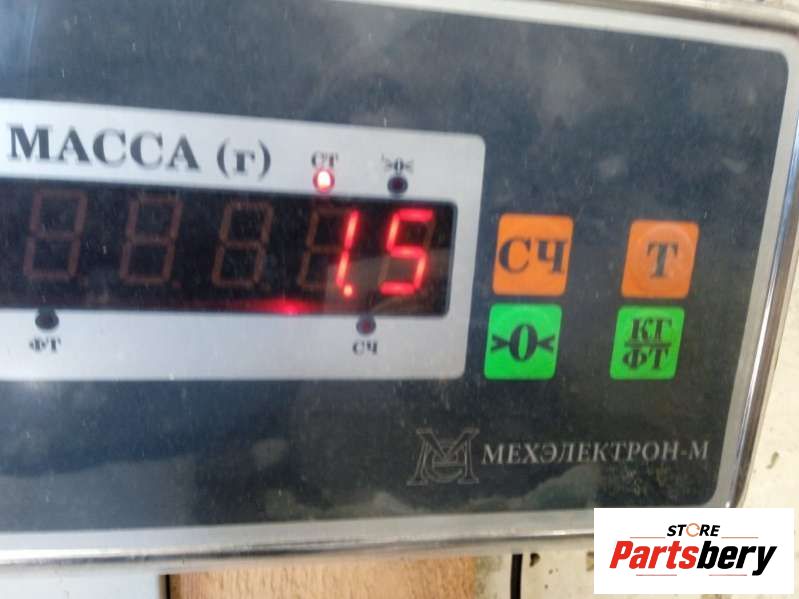 МАССА (г)
СТ
>0<
1.5
СЧ
Т
ФТ
СЧ
>0<
КГ
ФТ
МЕХЭЛЕКТРОН-М
STORE
Partsbery